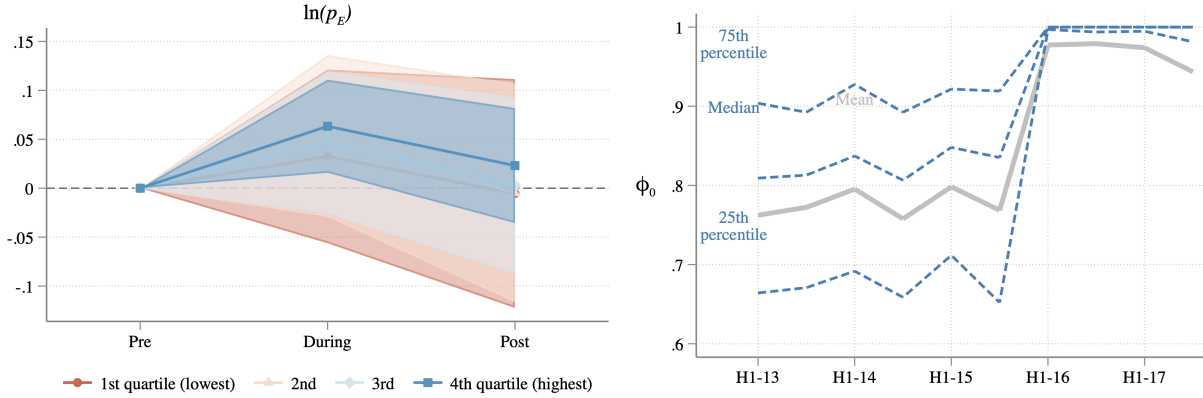 ln(p_E)
.15
.1
.05
0
-.05
-.1
Pre During Post
1st quartile (lowest) 2nd 3rd 4th quartile (highest)
1
.9
.8
.7
.6
ϕ₀
75th
percentile
Median
Mean
25th
percentile
H1-13 H1-14 H1-15 H1-16 H1-17